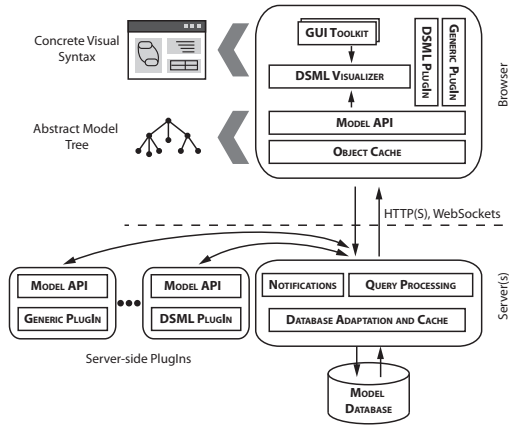 Concrete Visual
Syntax
Abstract Model
Tree
GUI TOOLKIT
DSML VISUALIZER
DSML PLUGIN
GENERIC PLUGIN
MODEL API
OBJECT CACHE
Browser
HTTP(S), WebSockets
MODEL API
GENERIC PLUGIN
MODEL API
DSML PLUGIN
Server-side PlugIns
NOTIFICATIONS
QUERY PROCESSING
DATABASE ADAPTATION AND CACHE
Server(s)
MODEL
DATABASE